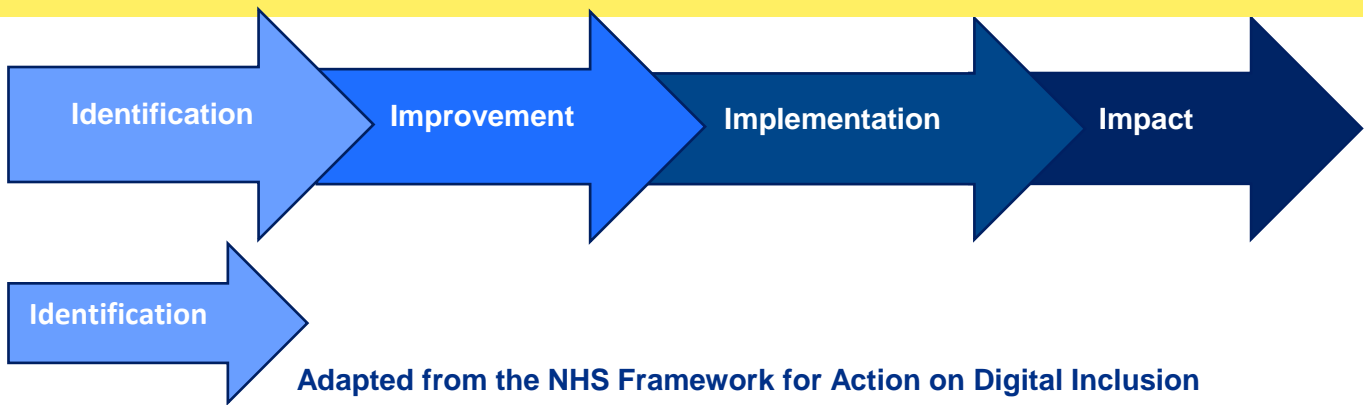 Identification
Improvement
Implementation
Impact
Identification
Adapted from the NHS Framework for Action on Digital Inclusion